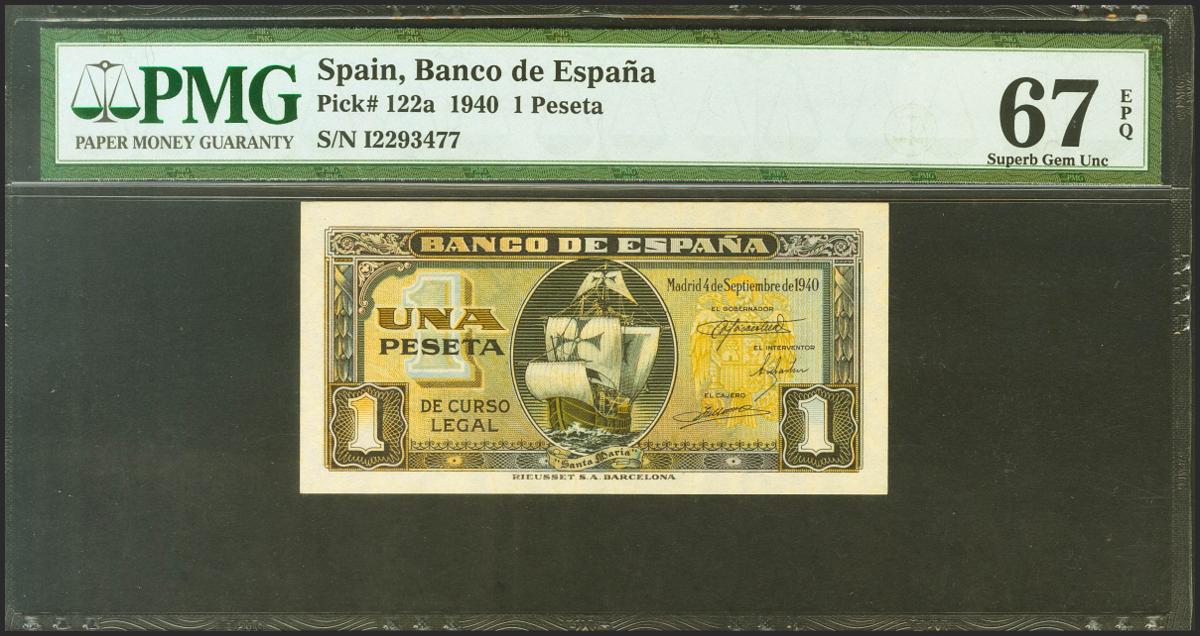 PMG
PAPER MONEY GUARANTY
Spain, Banco de España
Pick# 122a 1940 1 Peseta
S/N I2293477
67
EPQ
Superb Gem Unc
BANCO DE ESPAÑA
Madrid 4 de Septiembre de 1940
1
UNA
PESETA
DE CURSO
LEGAL
EL GOBERNADOR
EL INTERVENTOR
EL CAJERO
1
1
"Santa Maria"
RIEUSSET S.A. BARCELONA